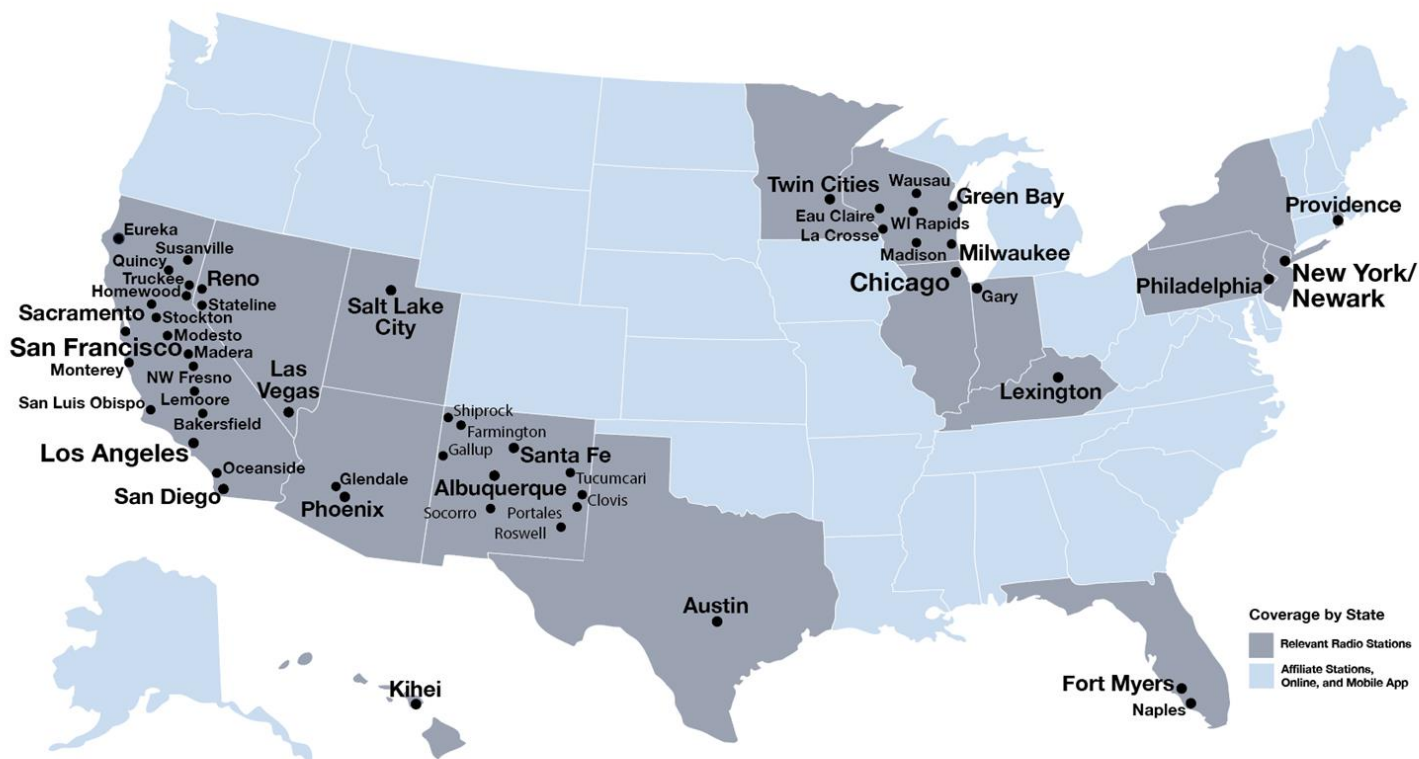 Twin Cities
Wausau
Green Bay
Eau Claire
WI Rapids
La Crosse
Madison
Milwaukee
Chicago
Gary
Providence
New York/
Newark
Philadelphia
Lexington
Eureka
Susanville
Quincy
Truckee
Reno
Homewood
Stateline
Sacramento
Stockton
Modesto
San Francisco
Madera
Monterey
NW Fresno
Lemoore
San Luis Obispo
Bakersfield
Los Angeles
Oceanside
San Diego
Las
Vegas
Salt Lake
City
Glendale
Phoenix
Shiprock
Farmington
Gallup
Santa Fe
Tucumcari
Albuquerque
Clovis
Socorro
Portales
Roswell
Austin
Kihei
Fort Myers
Naples
Coverage by State
Relevant Radio Stations
Affiliate Stations,
Online, and Mobile App